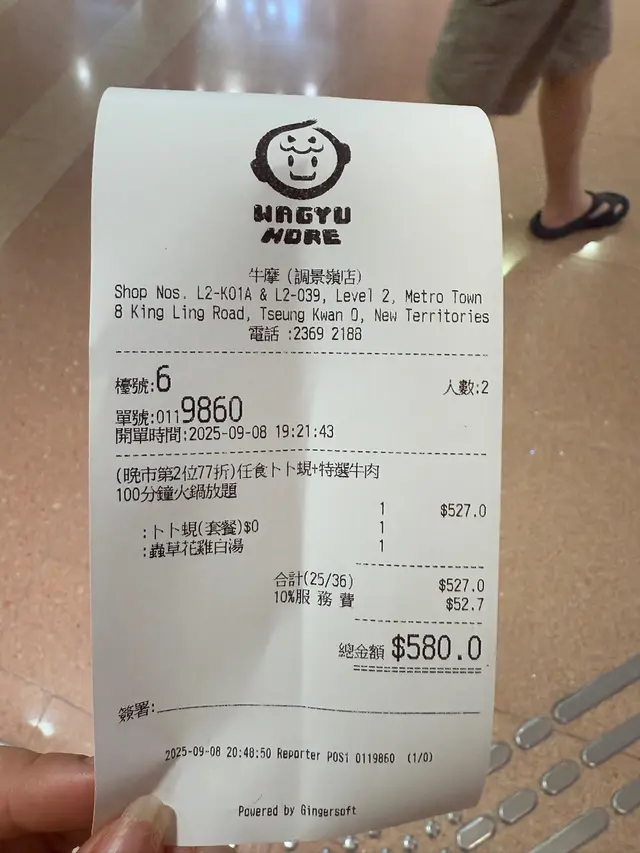 WAGYU
MORE
牛摩 (調景嶺店)
Shop Nos. L2-K01A & L2-039, Level 2, Metro Town
8 King Ling Road, Tseung Kwan O, New Territories
電話 :2369 2188
檯號:6 人數:2
單號:0119860
開單時間:2025-09-08 19:21:43
(晚市第2位77折)任食卜卜蜆+特選牛肉
100分鐘火鍋放題
1 $527.0
:卜卜蜆(套餐)$0 1
:蟲草花雞白湯 1
合計(25/36) $527.0
10%服 務 費 $52.7
總金額 $580.0
簽署:
2025-09-08 20:48:50 Reporter POS1 0119860 (1/0)
Powered by Gingersoft